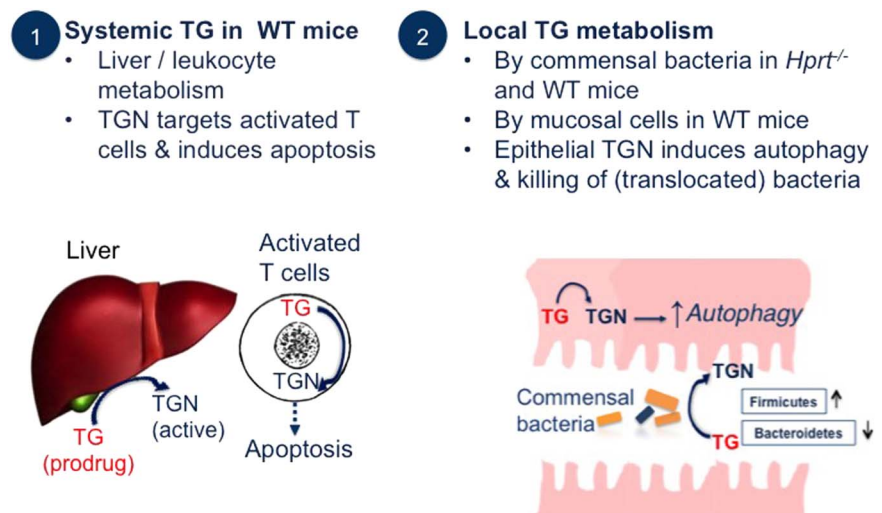 1 Systemic TG in WT mice
• Liver / leukocyte
metabolism
• TGN targets activated T
cells & induces apoptosis
2 Local TG metabolism
• By commensal bacteria in Hprt-/-
and WT mice
• By mucosal cells in WT mice
• Epithelial TGN induces autophagy
& killing of (translocated) bacteria
Liver
TG
(prodrug)
TGN
(active)
Activated
T cells
TG
TGN
Apoptosis
TG TGN ↑ Autophagy
Commensal
bacteria
TGN
TG
Firmicutes ↑
Bacteroidetes ↓